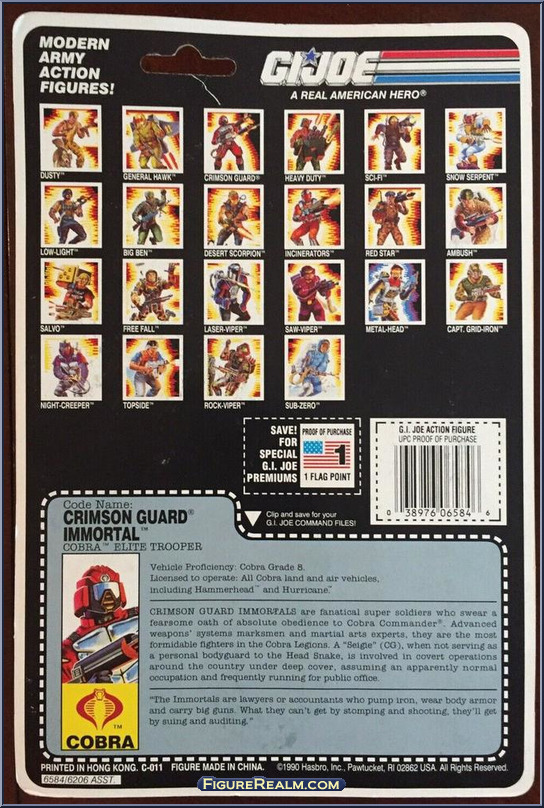 MODERN
ARMY
ACTION
FIGURES!
G.I. JOE
A REAL AMERICAN HERO®
DUSTY™ GENERAL HAWK™ CRIMSON GUARD® HEAVY DUTY™ SCI-FI™ SNOW SERPENT™
LOW-LIGHT™ BIG BEN™ DESERT SCORPION™ INCINERATORS™ RED STAR™ AMBUSH™
SALVO™ FREE FALL™ LASER-VIPER™ SAW-VIPER™ METAL-HEAD™ CAPT. GRID-IRON™
NIGHT-CREEPER™ TOPSIDE™ ROCK-VIPER™ SUB-ZERO™
SAVE!
FOR
SPECIAL
G.I. JOE
PREMIUMS
PROOF OF PURCHASE
1
1 FLAG POINT
G.I. JOE ACTION FIGURE
UPC PROOF OF PURCHASE
0 38976 06584 6
Clip and save for your
G.I. JOE COMMAND FILES!
Code Name:
CRIMSON GUARD®
IMMORTAL™
COBRA™ ELITE TROOPER
Vehicle Proficiency: Cobra Grade 8.
Licensed to operate: All Cobra land and air vehicles,
including Hammerhead™ and Hurricane.™
CRIMSON GUARD IMMORTALS are fanatical super soldiers who swear a
fearsome oath of absolute obedience to Cobra Commander®. Advanced
weapons' systems marksmen and martial arts experts, they are the most
formidable fighters in the Cobra Legions. A "Seigie" (CG), when not serving as
a personal bodyguard to the Head Snake, is involved in covert operations
around the country under deep cover, assuming an apparently normal
occupation and frequently running for public office.
"The Immortals are lawyers or accountants who pump iron, wear body armor
and carry big guns. What they can't get by stomping and shooting, they'll get
by suing and auditing."
TM
COBRA
PRINTED IN HONG KONG. C-011 FIGURE MADE IN CHINA. ©1990 Hasbro, Inc., Pawtucket, RI 02862 USA. All Rights Reserved.
6584/6206 ASST.
FIGUREREALM.COM